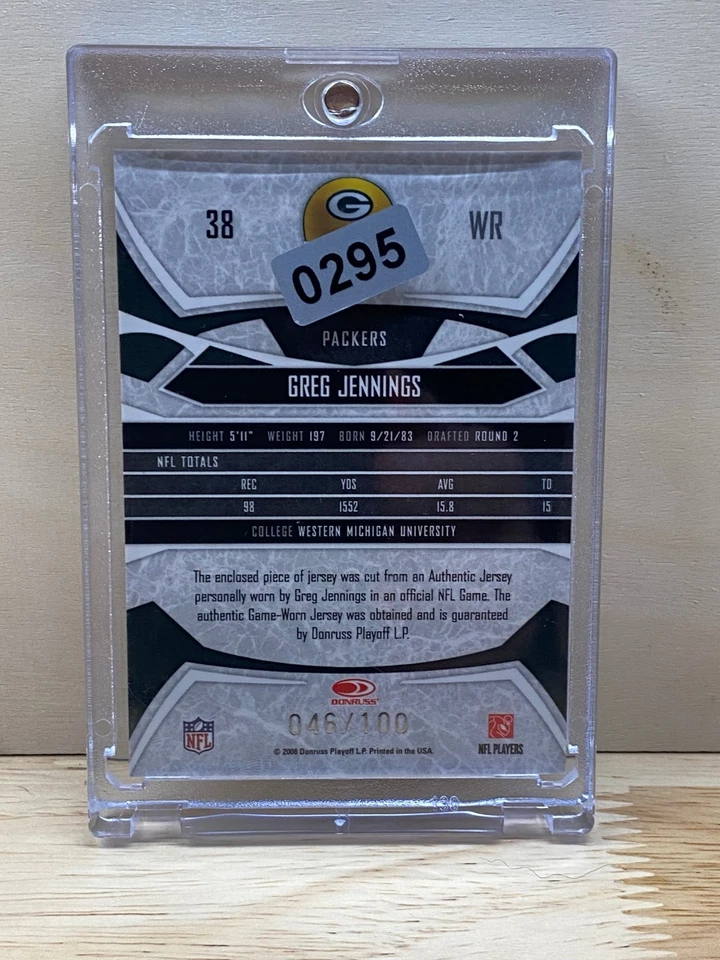 38 WR
G
0295
PACKERS
GREG JENNINGS
HEIGHT 5'11" WEIGHT 197 BORN 9/21/83 DRAFTED ROUND 2
NFL TOTALS
REC YDS AVG TD
98 1552 15.8 15
COLLEGE WESTERN MICHIGAN UNIVERSITY
The enclosed piece of jersey was cut from an Authentic Jersey
personally worn by Greg Jennings in an official NFL Game. The
authentic Game-Worn Jersey was obtained and is guaranteed
by Donruss Playoff L.P.
DONRUSS
046/100
NFL
NFL PLAYERS
© 2008 Donruss Playoff L.P. Printed in the USA.